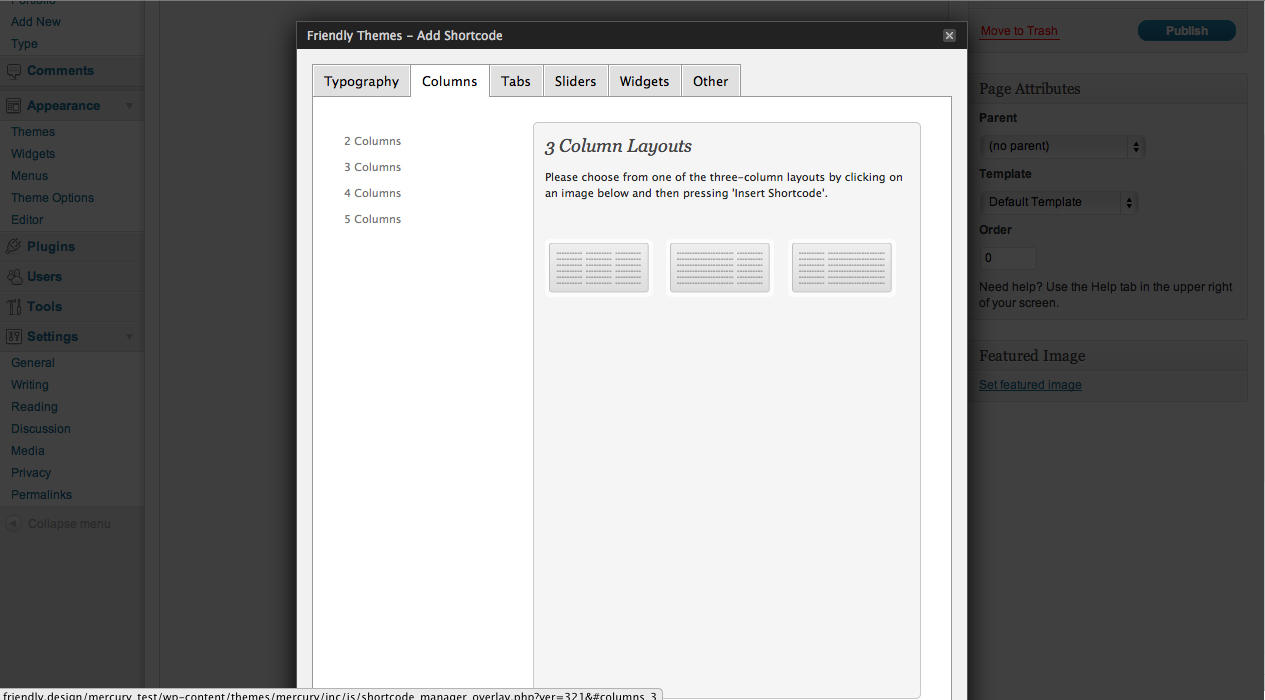 Portfolio
Add New
Type
Comments
Appearance
Themes
Widgets
Menus
Theme Options
Editor
Plugins
Users
Tools
Settings
General
Writing
Reading
Discussion
Media
Privacy
Permalinks
Collapse menu
Friendly Themes – Add Shortcode
Typography
Columns
Tabs
Sliders
Widgets
Other
2 Columns
3 Columns
4 Columns
5 Columns
3 Column Layouts
Please choose from one of the three-column layouts by clicking on
an image below and then pressing 'Insert Shortcode'.
Move to Trash
Publish
Page Attributes
Parent
(no parent)
Template
Default Template
Order
0
Need help? Use the Help tab in the upper right
of your screen.
Featured Image
Set featured image
friendly.design/mercury_test/wp-content/themes/mercury/inc/js/shortcode_manager_overlay.php?ver=321&#columns_3